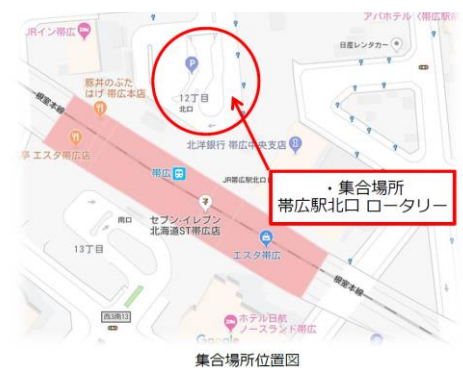 JRイン帯広
アパホテル〈帯広駅前
日産レンタカー
豚丼のぶた
はげ 帯広本店
12丁目
北口
根室本線
北洋銀行 帯広中央支店
エスタ帯広店
帯広
JR帯広駅北口
・集合場所
帯広駅北口 ロータリー
南口
セブン-イレブン
北海道ST帯広店
13丁目
エスタ帯広
根室本線
西3南13
ホテル日航
ノースランド帯広
Google
集合場所位置図